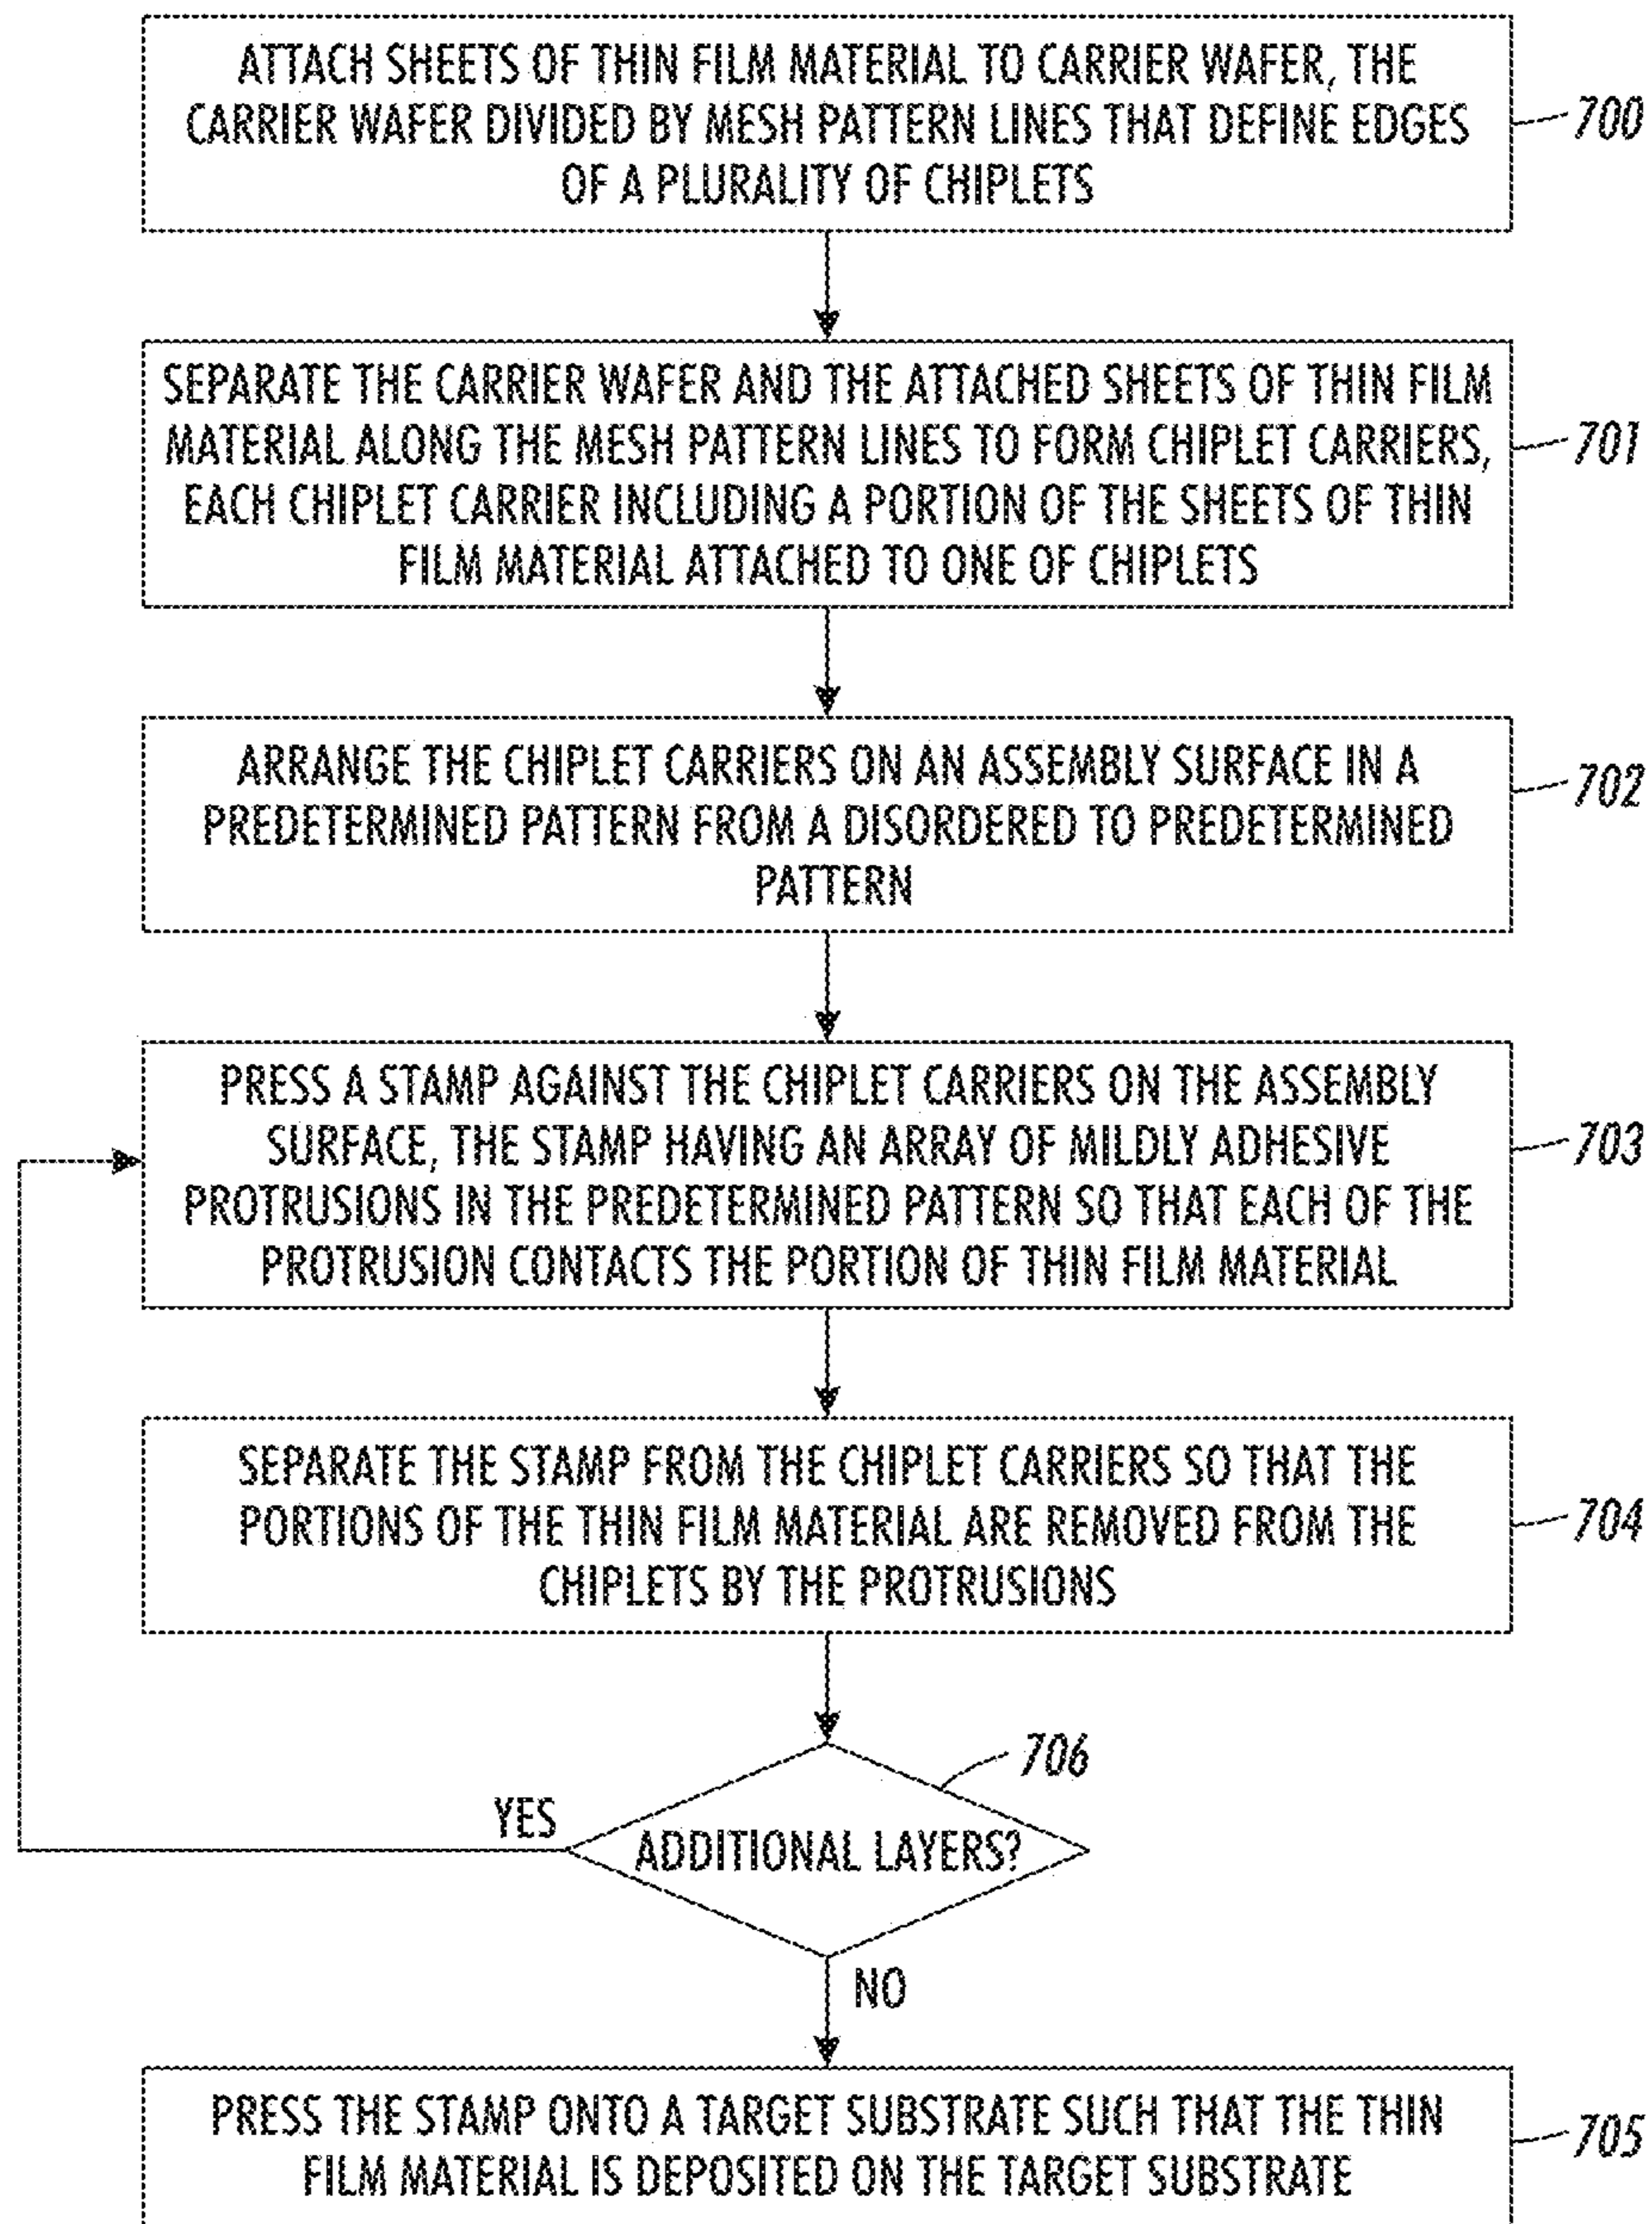 ATTACH SHEETS OF THIN FILM MATERIAL TO CARRIER WAFER, THE
CARRIER WAFER DIVIDED BY MESH PATTERN LINES THAT DEFINE EDGES
OF A PLURALITY OF CHIPLETS
700
SEPARATE THE CARRIER WAFER AND THE ATTACHED SHEETS OF THIN FILM
MATERIAL ALONG THE MESH PATTERN LINES TO FORM CHIPLET CARRIERS,
EACH CHIPLET CARRIER INCLUDING A PORTION OF THE SHEETS OF THIN
FILM MATERIAL ATTACHED TO ONE OF CHIPLETS
701
ARRANGE THE CHIPLET CARRIERS ON AN ASSEMBLY SURFACE IN A
PREDETERMINED PATTERN FROM A DISORDERED TO PREDETERMINED
PATTERN
702
PRESS A STAMP AGAINST THE CHIPLET CARRIERS ON THE ASSEMBLY
SURFACE, THE STAMP HAVING AN ARRAY OF MILDLY ADHESIVE
PROTRUSIONS IN THE PREDETERMINED PATTERN SO THAT EACH OF THE
PROTRUSION CONTACTS THE PORTION OF THIN FILM MATERIAL
703
SEPARATE THE STAMP FROM THE CHIPLET CARRIERS SO THAT THE
PORTIONS OF THE THIN FILM MATERIAL ARE REMOVED FROM THE
CHIPLETS BY THE PROTRUSIONS
704
706
YES
ADDITIONAL LAYERS?
NO
PRESS THE STAMP ONTO A TARGET SUBSTRATE SUCH THAT THE THIN
FILM MATERIAL IS DEPOSITED ON THE TARGET SUBSTRATE
705